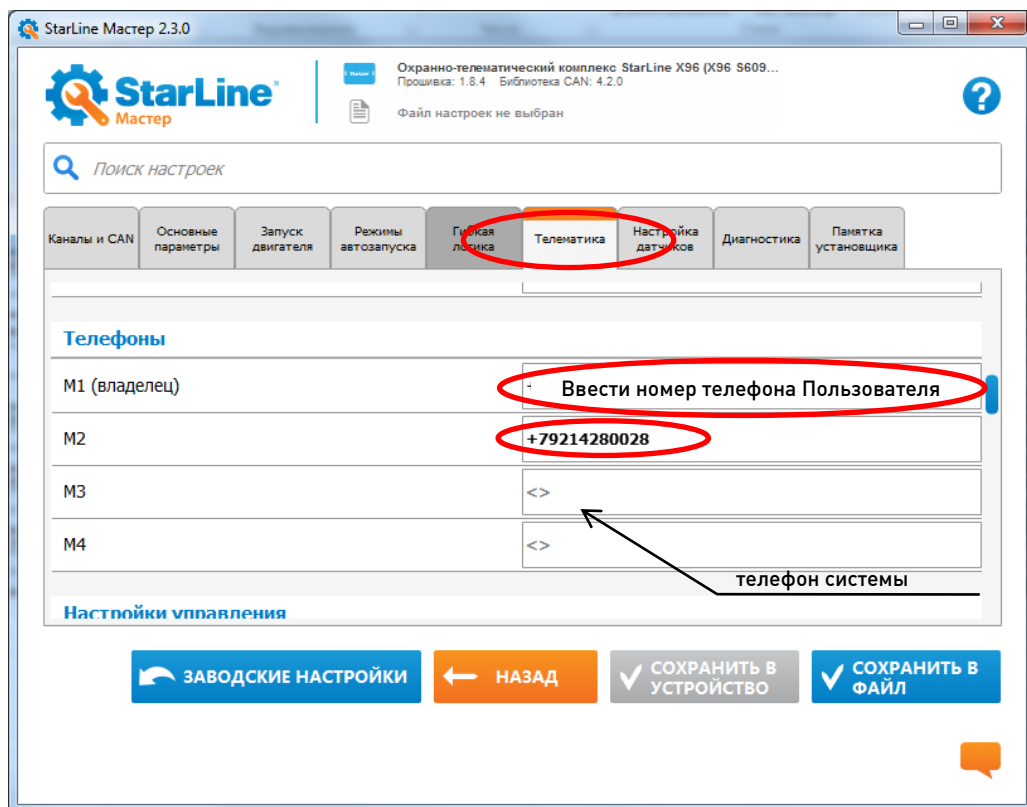 StarLine Мастер 2.3.0
StarLine
Мастер
StarLine
Охранно-телематический комплекс StarLine X96 (X96 S609...
Прошивка: 1.8.4 Библиотека CAN: 4.2.0
Файл настроек не выбран
?
Поиск настроек
Каналы и CAN
Основные
параметры
Запуск
двигателя
Режимы
автозапуска
Гибкая
логика
Телематика
Настройка
датчиков
Диагностика
Памятка
установщика
Телефоны
M1 (владелец)
Ввести номер телефона Пользователя
M2
+79214280028
M3
<>
M4
<>
телефон системы
Настройки управления
ЗАВОДСКИЕ НАСТРОЙКИ
НАЗАД
СОХРАНИТЬ В
УСТРОЙСТВО
СОХРАНИТЬ В
ФАЙЛ